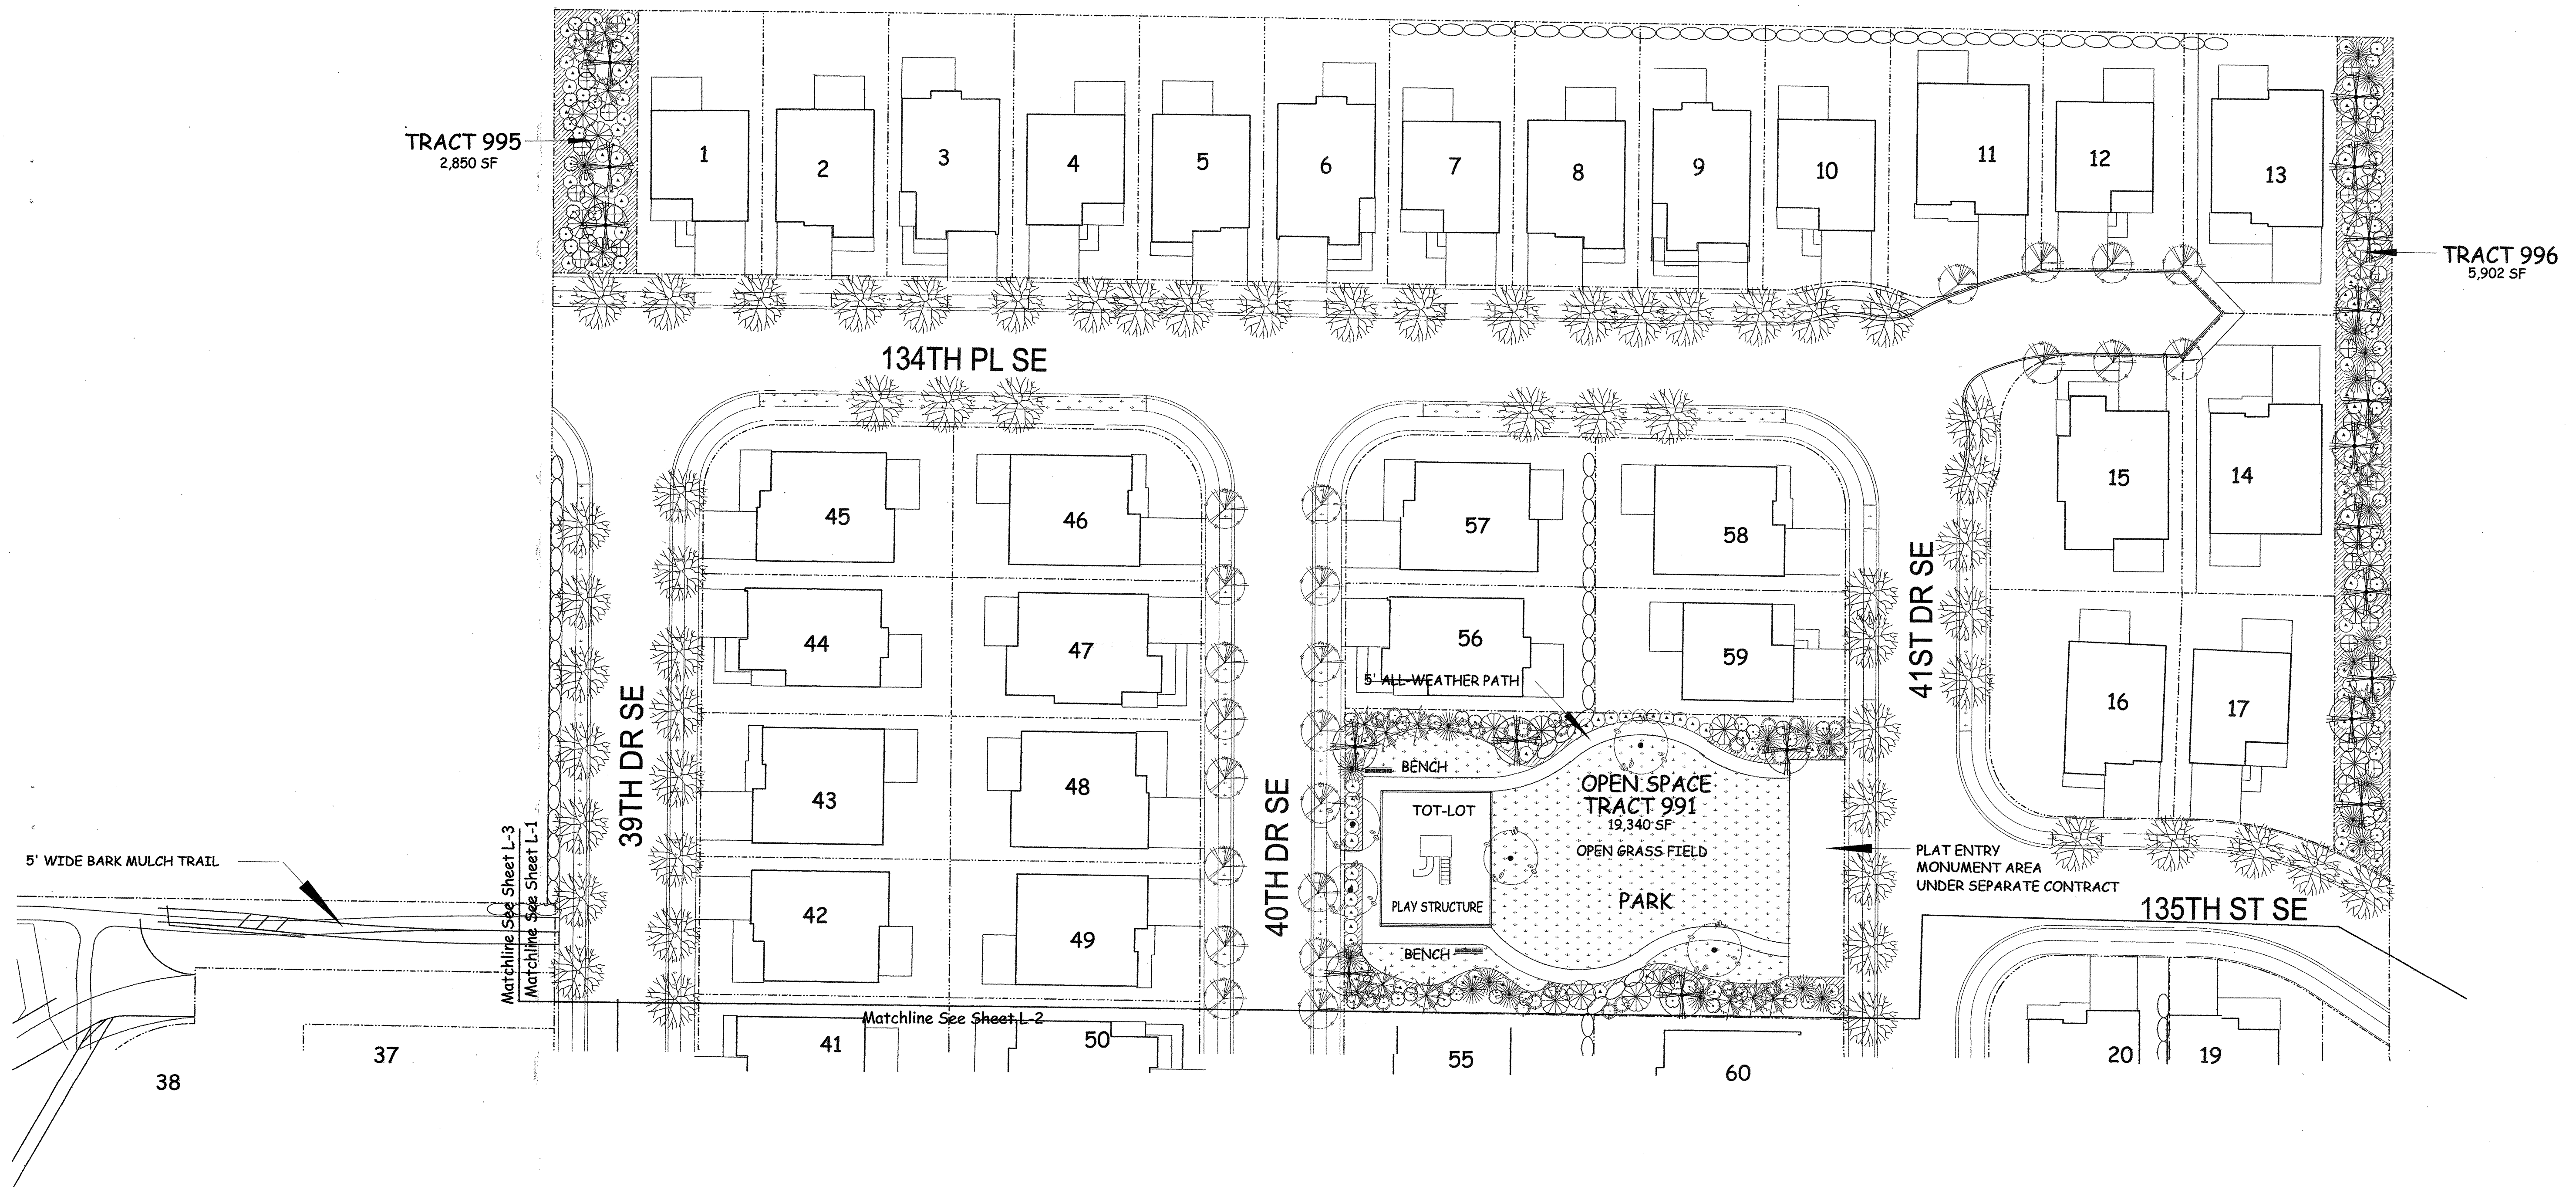 1
2
3
4
5
6
7
8
9
10
11
12
13
TRACT 995
2,850 SF
TRACT 996
5,902 SF
134TH PL SE
45
46
57
58
15
14
44
47
56
59
5' ALL-WEATHER PATH
16
17
39TH DR SE
40TH DR SE
41ST DR SE
43
48
BENCH
OPEN SPACE
TRACT 991
19,340 SF
TOT-LOT
OPEN GRASS FIELD
PLAY STRUCTURE
PARK
BENCH
PLAT ENTRY
MONUMENT AREA
UNDER SEPARATE CONTRACT
135TH ST SE
5' WIDE BARK MULCH TRAIL
Matchline See Sheet L-3
Matchline See Sheet L-1
42
49
Matchline See Sheet L-2
41
50
55
60
20
19
37
38